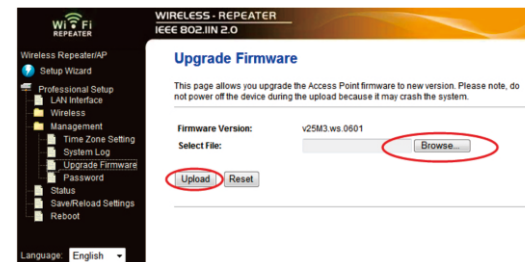 Wi Fi
REPEATER
WIRELESS - REPEATER
IEEE 802.11N 2.0
Wireless Repeater/AP
Setup Wizard
Professional Setup
LAN Interface
Wireless
Management
Time Zone Setting
System Log
Upgrade Firmware
Password
Status
Save/Reload Settings
Reboot
Language: English
Upgrade Firmware
This page allows you upgrade the Access Point firmware to new version. Please note, do
not power off the device during the upload because it may crash the system.
Firmware Version: v25M3.ws.0601
Select File: Browse...
Upload Reset